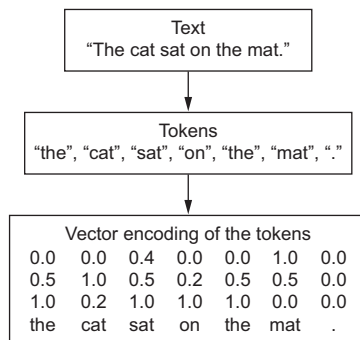 Text
“The cat sat on the mat.”
Tokens
“the”, “cat”, “sat”, “on”, “the”, “mat”, “.”
Vector encoding of the tokens
0.0 0.0 0.4 0.0 0.0 1.0 0.0
0.5 1.0 0.5 0.2 0.5 0.5 0.0
1.0 0.2 1.0 1.0 1.0 0.0 0.0
the cat sat on the mat .